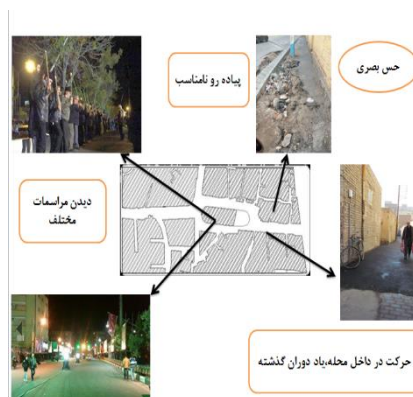 حس بصری
پیاده رو نامناسب
دیدن مراسمات
مختلف
حرکت در داخل محله،یاد دوران گذشته